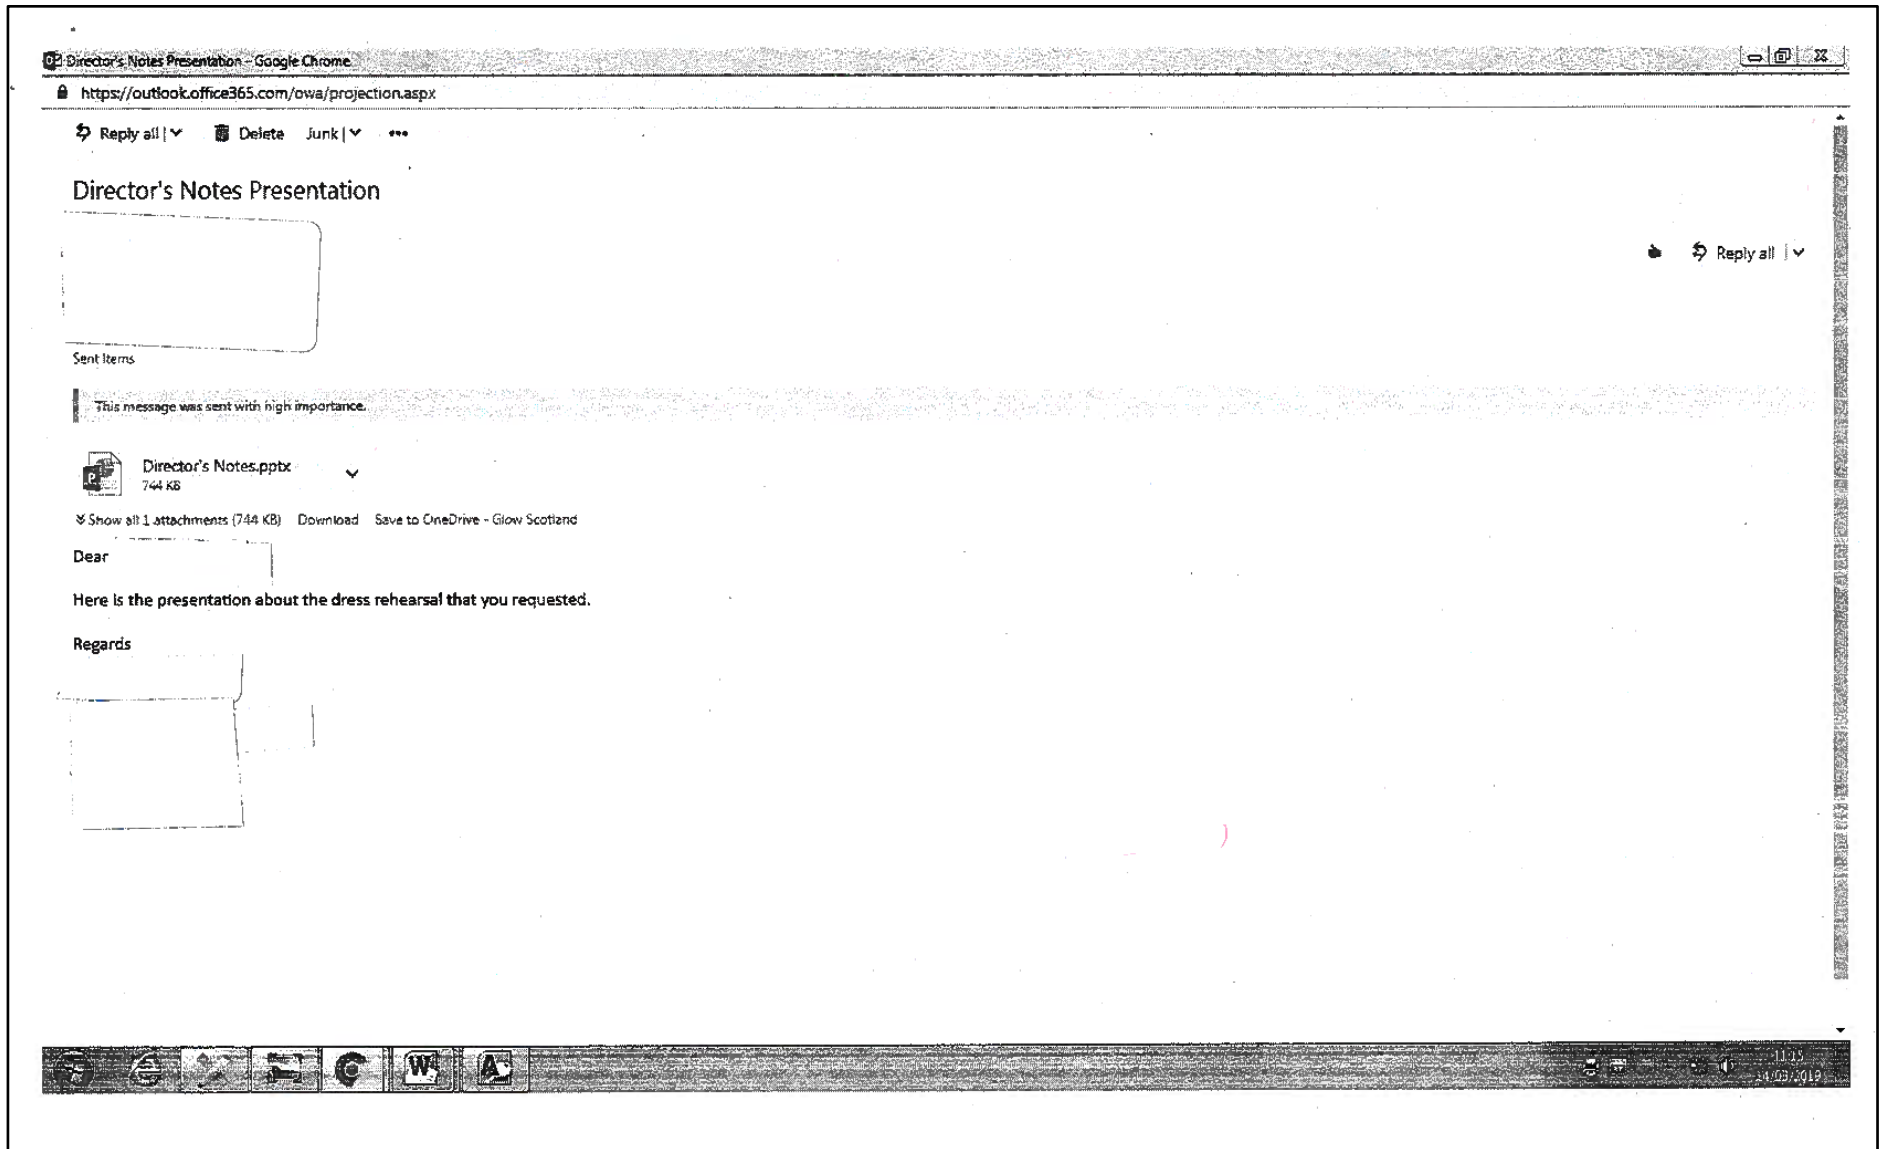 Director's Notes Presentation - Google Chrome
https://outlook.office365.com/owa/projection.aspx
Reply all | Delete Junk | •••
Director's Notes Presentation
Reply all |
Sent Items
This message was sent with high importance.
Director's Notes.pptx
744 KB
Show all 1 attachments (744 KB) Download Save to OneDrive - Glow Scotland
Dear
Here is the presentation about the dress rehearsal that you requested.
Regards
11:15